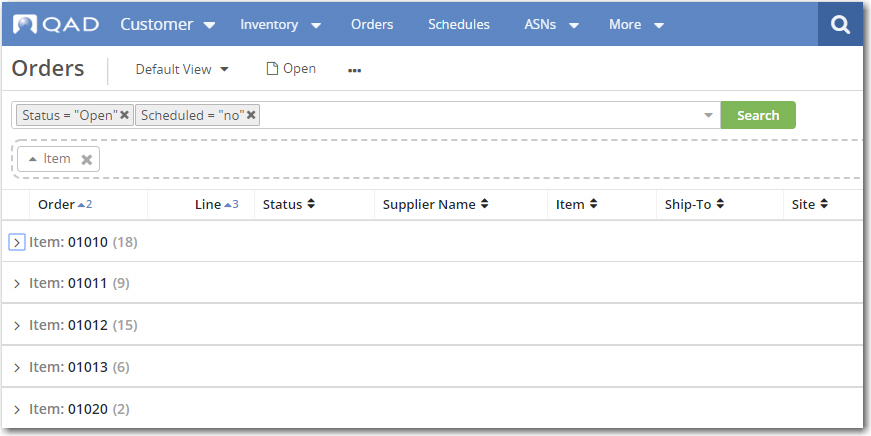 QAD Customer Inventory Orders Schedules ASNs More
Orders Default View Open ...
Status = "Open" Scheduled = "no" Search
Item
Order 2 Line 3 Status Supplier Name Item Ship-To Site
Item: 01010 (18)
Item: 01011 (9)
Item: 01012 (15)
Item: 01013 (6)
Item: 01020 (2)